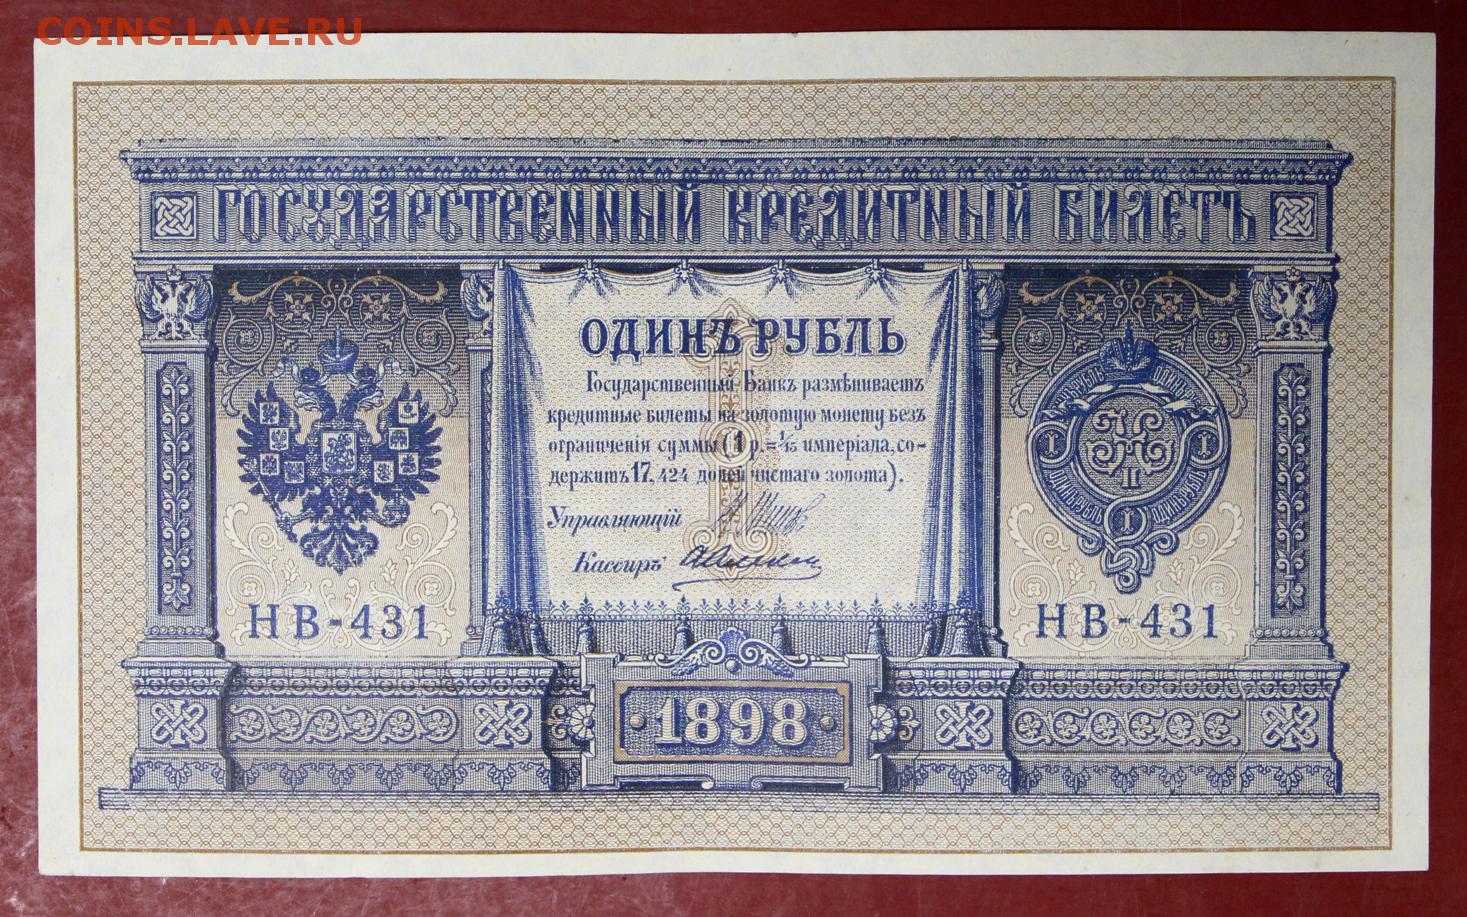 COINS.LAVE.RU
ГОСУДАРСТВЕННЫЙ КРЕДИТНЫЙ БИЛЕТЪ
ОДИНЪ РУБЛЬ
Государственный Банкъ размѣниваетъ
кредитные билеты на золотую монету безъ
ограниченія суммы (1 р.= 1/15 имперіала, со-
держитъ 17,424 долей чистаго золота).
Управляющій
Кассиръ
НВ-431
НВ-431
1898